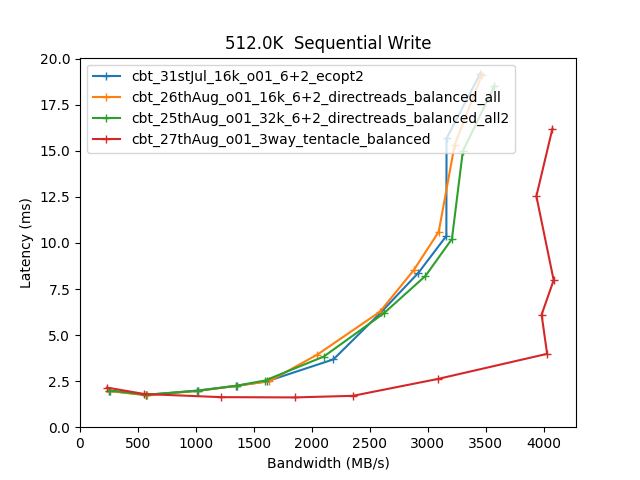 512.0K  Sequential Write
20.0
17.5
15.0
12.5
10.0
7.5
5.0
2.5
0.0
Latency (ms)
cbt_31stJul_16k_o01_6+2_ecopt2
cbt_26thAug_o01_16k_6+2_directreads_balanced_all
cbt_25thAug_o01_32k_6+2_directreads_balanced_all2
cbt_27thAug_o01_3way_tentacle_balanced
0 500 1000 1500 2000 2500 3000 3500 4000
Bandwidth (MB/s)